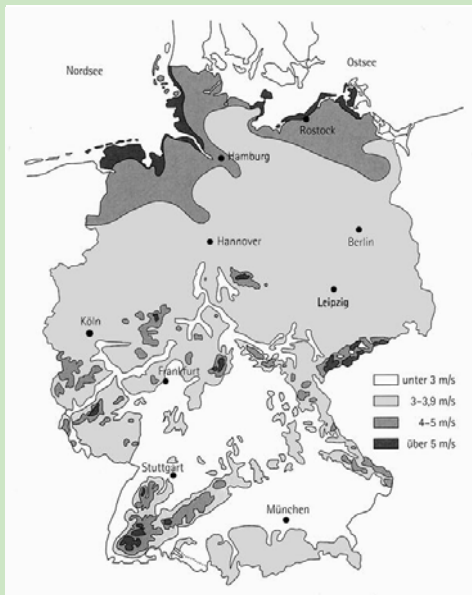 Nordsee
Ostsee
Rostock
Hamburg
Hannover
Berlin
Leipzig
Köln
Frankfurt
unter 3 m/s
3–3,9 m/s
4–5 m/s
über 5 m/s
Stuttgart
München